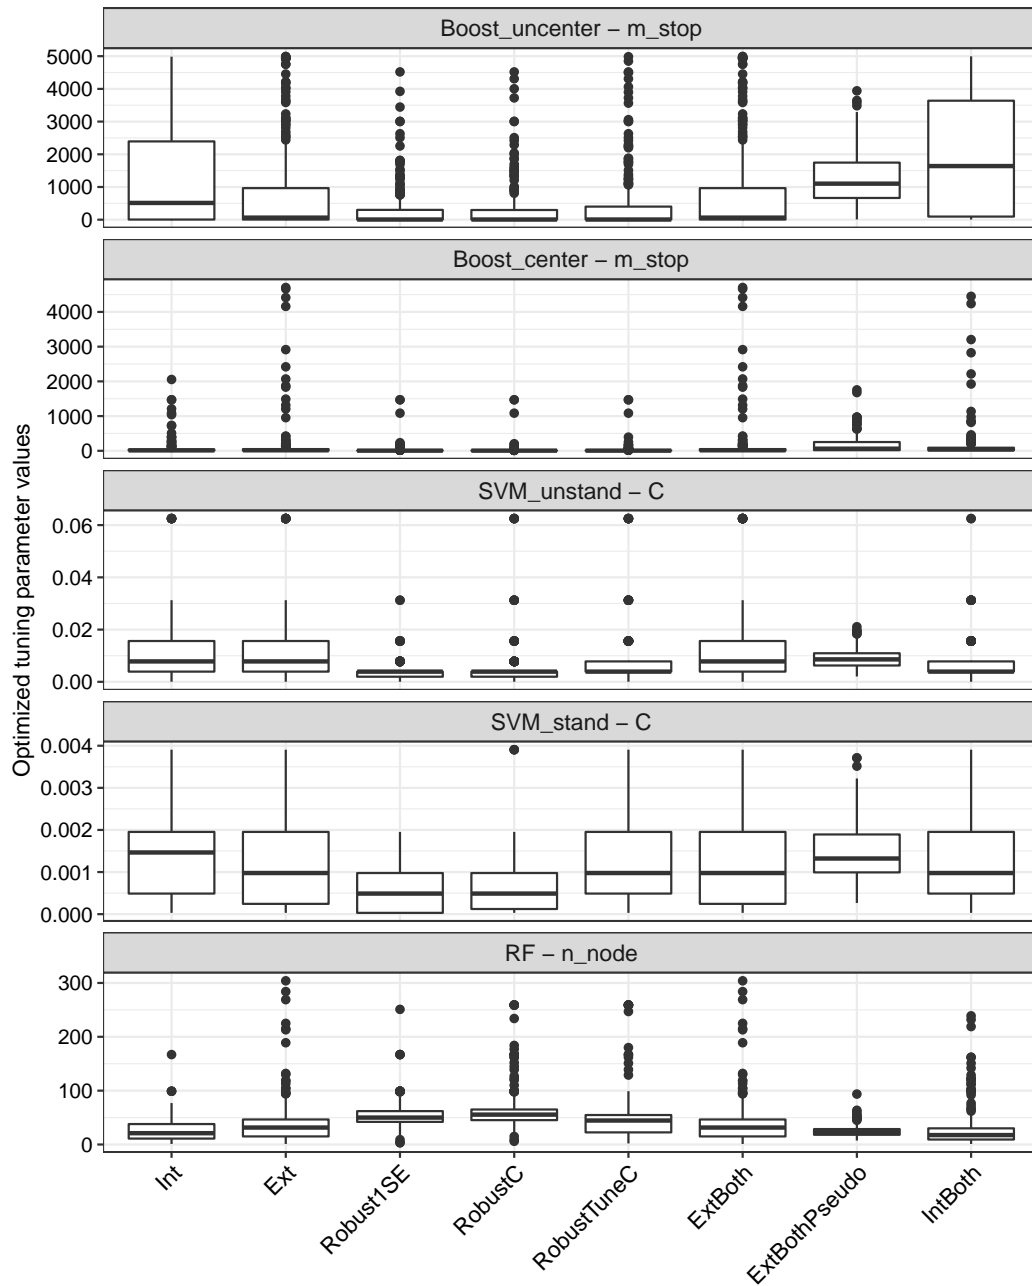 Optimized tuning parameter values
Boost_uncenter − m_stop
5000
4000
3000
2000
1000
0
Boost_center − m_stop
4000
3000
2000
1000
0
SVM_unstand − C
0.06
0.04
0.02
0.00
SVM_stand − C
0.004
0.003
0.002
0.001
0.000
RF − n_node
300
200
100
0
Int
Ext
Robust1SE
RobustC
RobustTuneC
ExtBoth
ExtBothPseudo
IntBoth